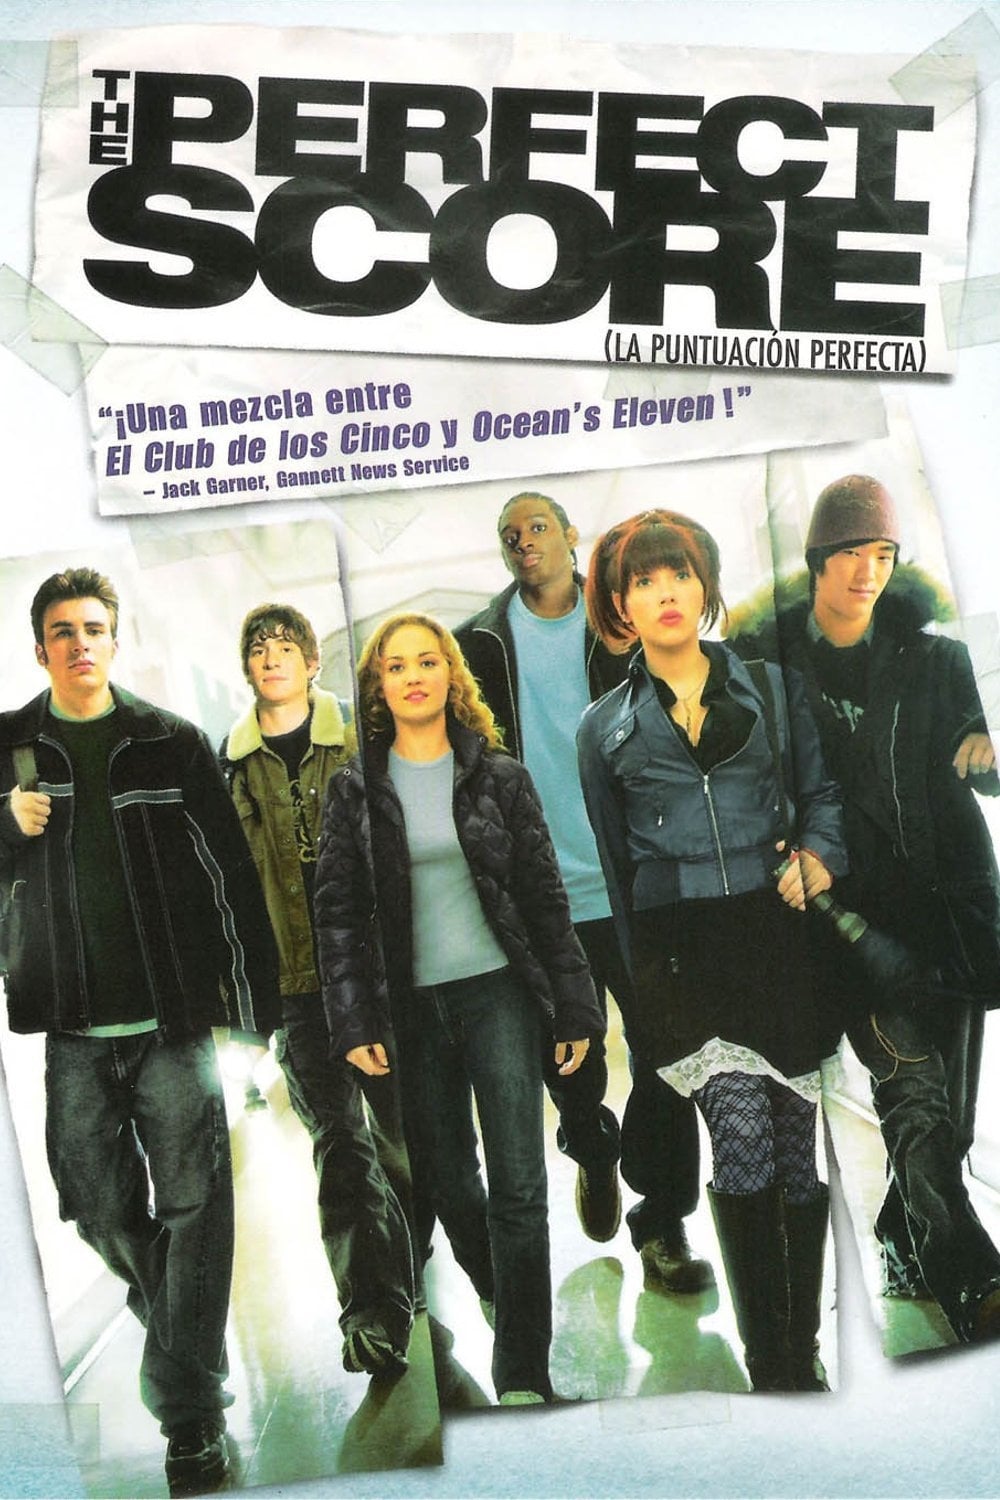 THE PERFECT
SCORE
(LA PUNTUACIÓN PERFECTA)
“¡Una mezcla entre
El Club de los Cinco y Ocean’s Eleven !”
– Jack Garner, Gannett News Service